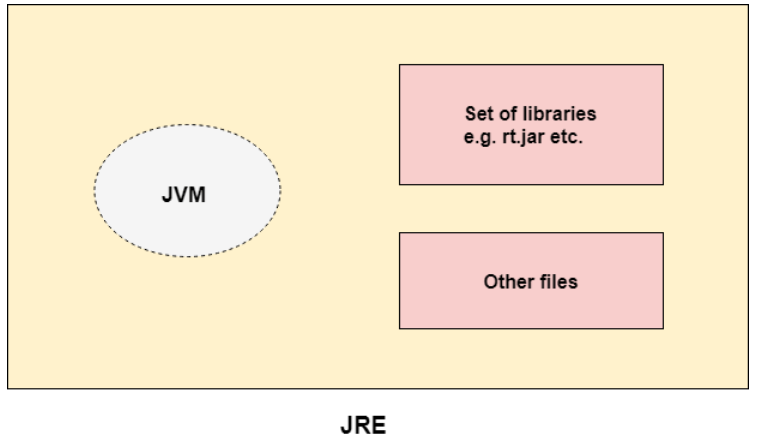 JVM
Set of libraries
e.g. rt.jar etc.
Other files
JRE